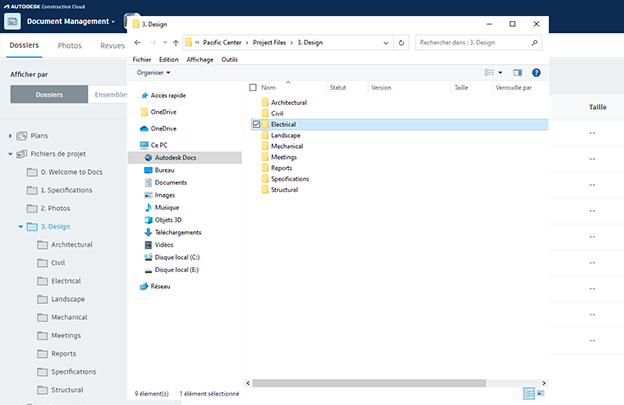 AUTODESK Construction Cloud
Document Management
Dossiers
Photos
Revues
Afficher par
Dossiers
Ensembles
Plans
Fichiers de projet
0. Welcome to Docs
1. Specifications
2. Photos
3. Design
Architectural
Civil
Electrical
Landscape
Mechanical
Meetings
Reports
Specifications
Structural
3. Design
« Pacific Center › Project Files › 3. Design
Rechercher dans : 3. Design
Fichier Edition Affichage Outils
Organiser
Accès rapide
OneDrive
OneDrive
Ce PC
Autodesk Docs
Bureau
Documents
Images
Musique
Objets 3D
Téléchargements
Vidéos
Disque local (C:)
Disque local (E:)
Réseau
Nom Statut Version Taille Verrouillé par
Architectural
Civil
Electrical
Landscape
Mechanical
Meetings
Reports
Specifications
Structural
9 élément(s) 1 élément sélectionné
Taille
--
--
--
--
--
--
--
--
--